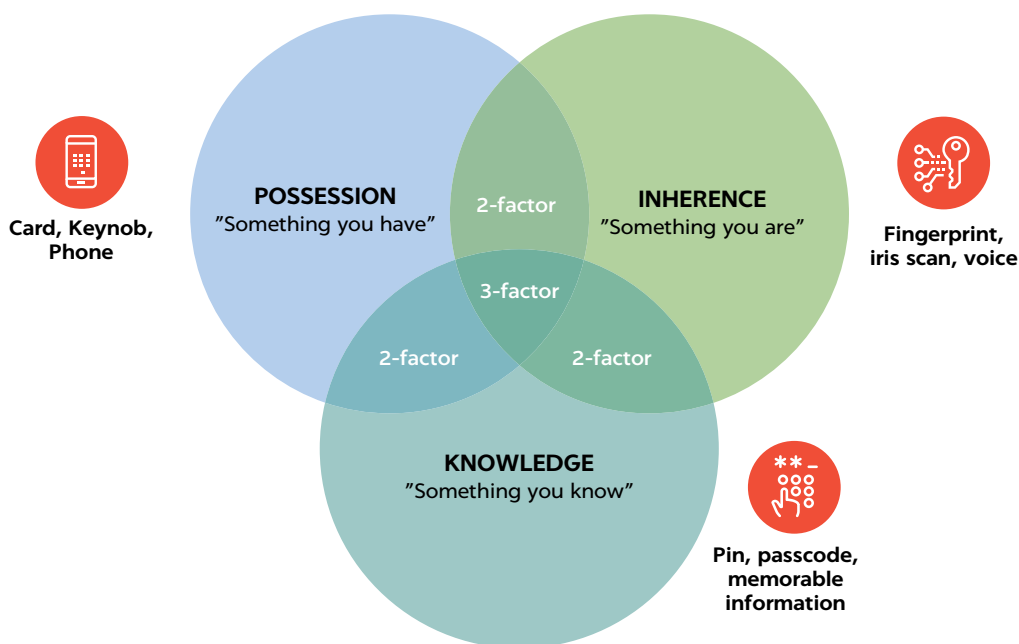 POSSESSION
”Something you have”
Card, Keynob,
Phone
2-factor
INHERENCE
”Something you are”
Fingerprint,
iris scan, voice
3-factor
2-factor
2-factor
KNOWLEDGE
”Something you know”
**_
Pin, passcode,
memorable
information